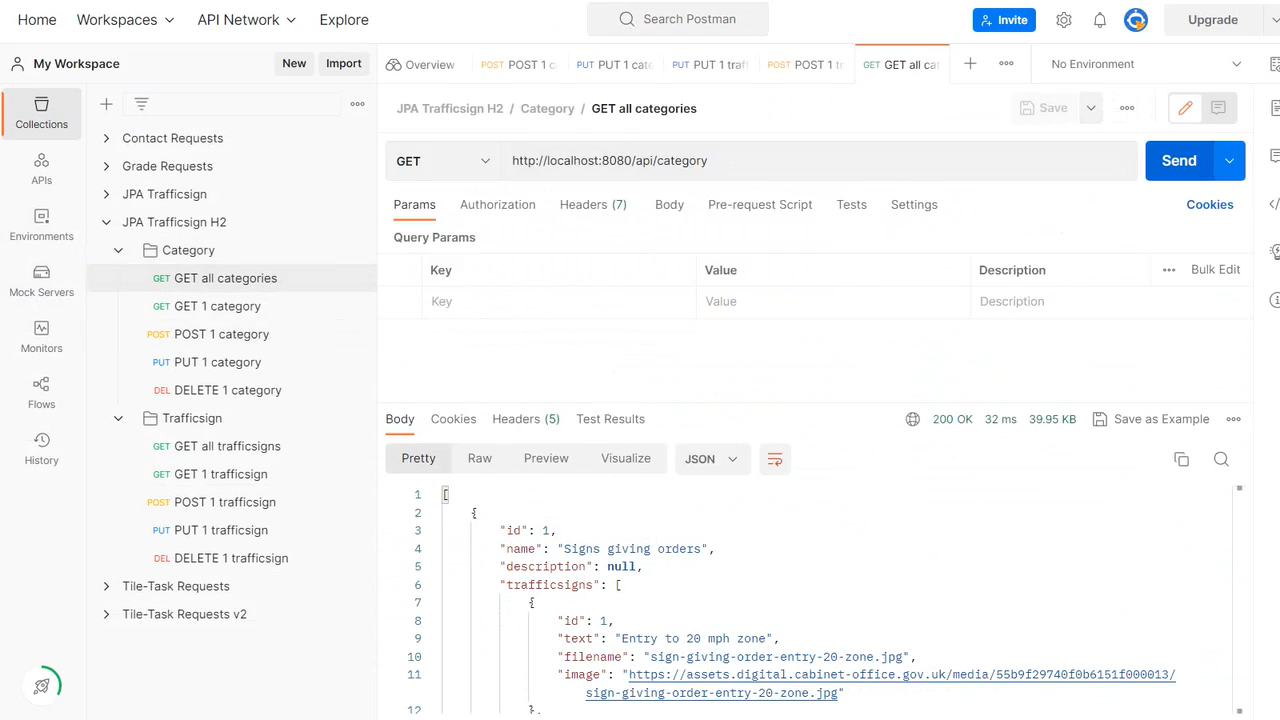 Home Workspaces API Network Explore Search Postman Invite Upgrade
My Workspace New Import
Overview POST POST 1 c PUT PUT 1 cate PUT PUT 1 traf POST POST 1 tr GET GET all cat No Environment
Collections
APIs
Environments
Mock Servers
Monitors
Flows
History
Contact Requests
Grade Requests
JPA Trafficsign
JPA Trafficsign H2
Category
GET GET all categories
GET GET 1 category
POST POST 1 category
PUT PUT 1 category
DEL DELETE 1 category
Trafficsign
GET GET all trafficsigns
GET GET 1 trafficsign
POST POST 1 trafficsign
PUT PUT 1 trafficsign
DEL DELETE 1 trafficsign
Tile-Task Requests
Tile-Task Requests v2
JPA Trafficsign H2 / Category / GET all categories Save
GET http://localhost:8080/api/category Send
Params Authorization Headers (7) Body Pre-request Script Tests Settings Cookies
Query Params
Key Value Description Bulk Edit
Key Value Description
Body Cookies Headers (5) Test Results 200 OK 32 ms 39.95 KB Save as Example
Pretty Raw Preview Visualize JSON
1 [
2 {
3 "id": 1,
4 "name": "Signs giving orders",
5 "description": null,
6 "trafficsigns": [
7 {
8 "id": 1,
9 "text": "Entry to 20 mph zone",
10 "filename": "sign-giving-order-entry-20-zone.jpg",
11 "image": "https://assets.digital.cabinet-office.gov.uk/media/55b9f29740f0b6151f000013/
sign-giving-order-entry-20-zone.jpg"
12 },